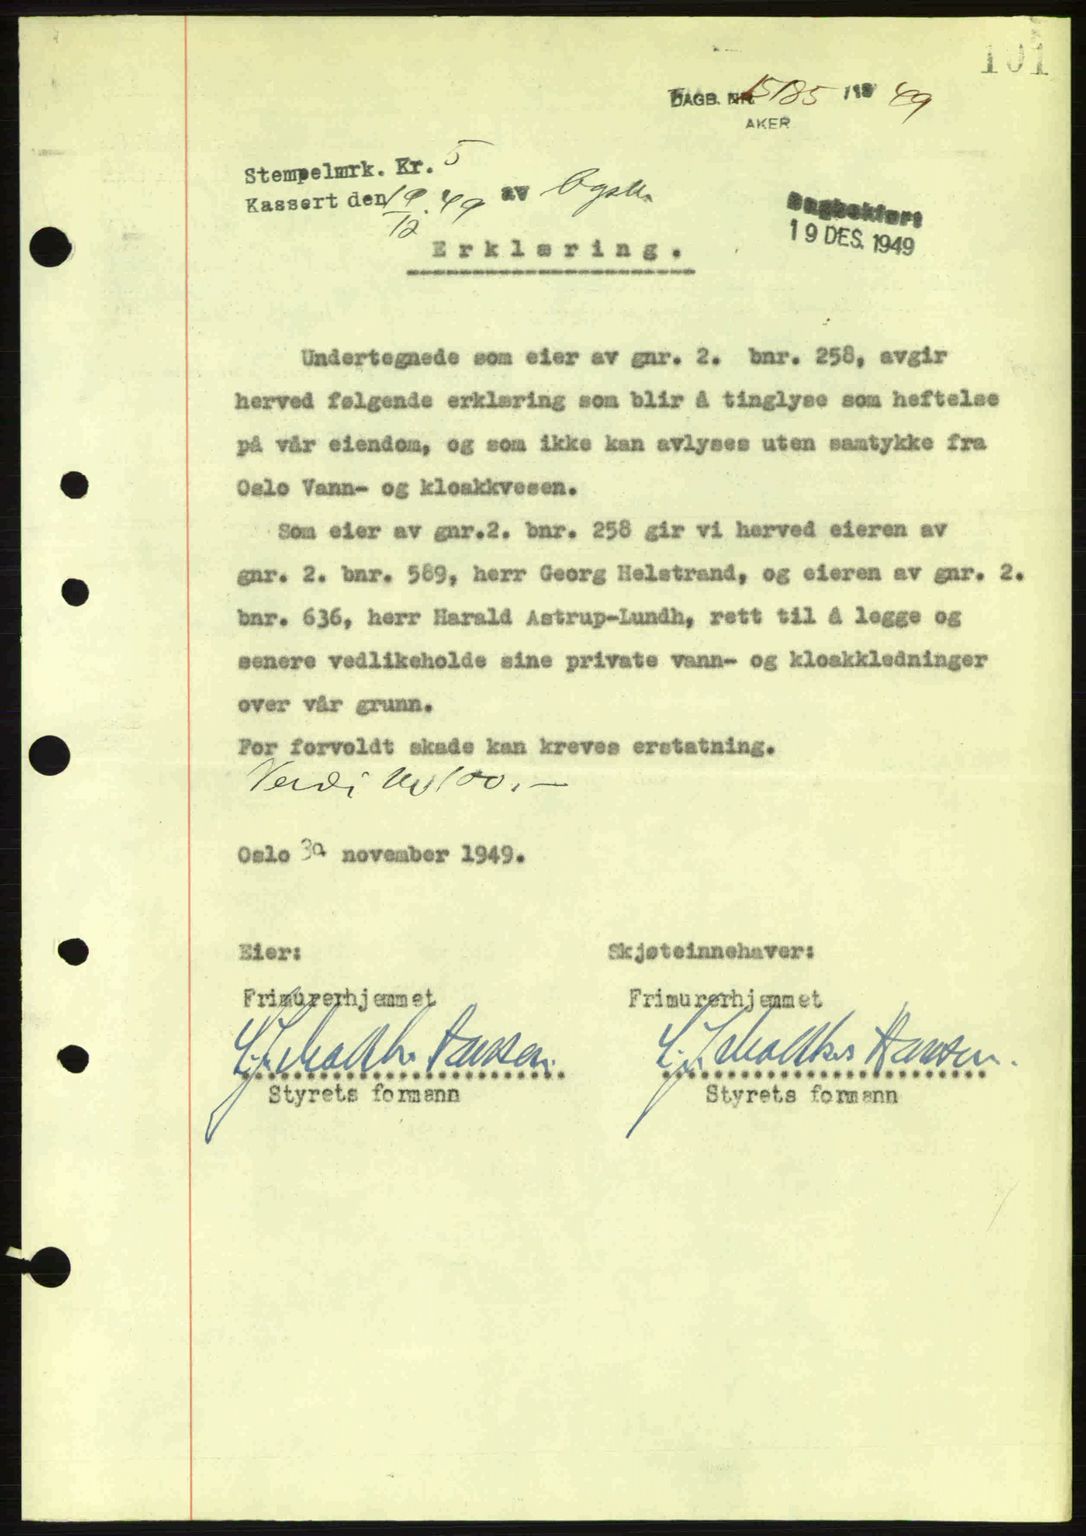 101
DAGB. NR. 5185 /19 49
AKER
Stempelmrk. Kr. 5
Kassert den 19/12 49 av
Dagbokført
19 DES. 1949
Erklæring.
Undertegnede som eier av gnr. 2. bnr. 258, avgir
herved følgende erklæring som blir å tinglyse som heftelse
på vår eiendom, og som ikke kan avlyses uten samtykke fra
Oslo Vann- og kloakkvesen.
Som eier av gnr.2. bnr. 258 gir vi herved eieren av
gnr. 2. bnr. 589, herr Georg Helstrand, og eieren av gnr. 2.
bnr. 636, herr Harald Astrup-Lundh, rett til å legge og
senere vedlikeholde sine private vann- og kloakkledninger
over vår grunn.
For forvoldt skade kan kreves erstatning.
Verdi 100.-
Oslo 30 november 1949.
Eier: Skjøteinnehaver:
Frimurerhjemmet Frimurerhjemmet
Hansen Hansen.
Styrets formann Styrets formann